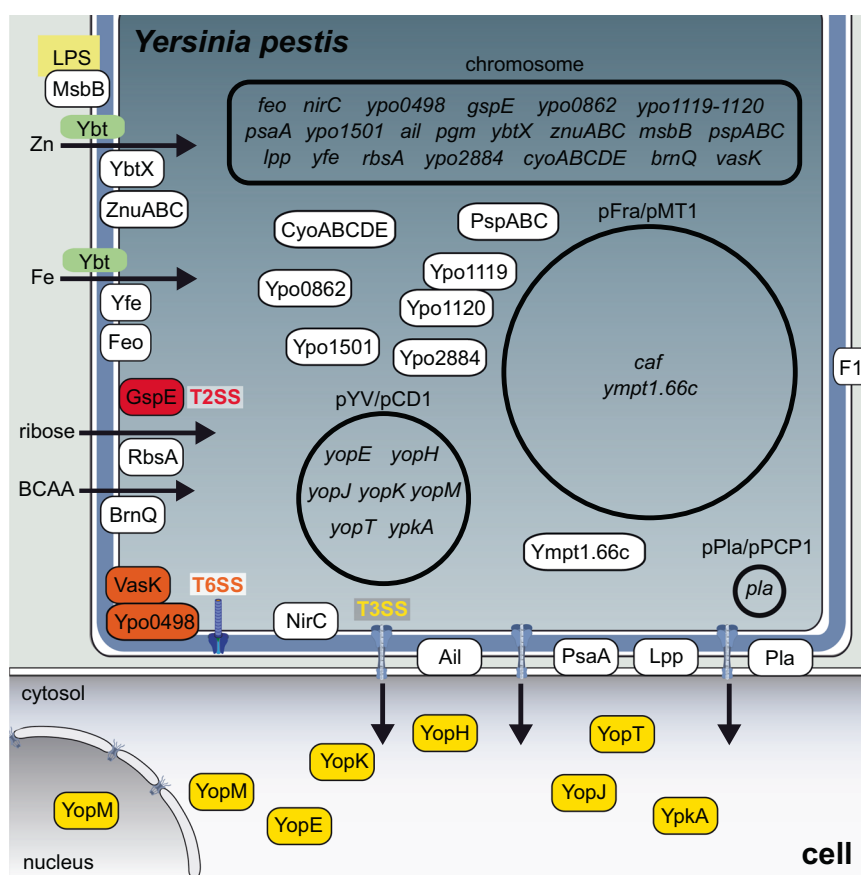 Yersinia pestis
LPS
MsbB
chromosome
feo nirC ypo0498 gspE ypo0862 ypo1119-1120
psaA ypo1501 ail pgm ybtX znuABC msbB pspABC
lpp yfe rbsA ypo2884 cyoABCDE brnQ vasK
Ybt
Zn
YbtX
ZnuABC
CyoABCDE
PspABC
pFra/pMT1
Ybt
Fe
Yfe
Feo
Ypo0862
Ypo1119
Ypo1120
Ypo1501
Ypo2884
caf
ympt1.66c
F1
GspE T2SS
pYV/pCD1
ribose
RbsA
BCAA
BrnQ
yopE yopH
yopJ yopK yopM
yopT ypkA
Ympt1.66c
pPla/pPCP1
pla
VasK T6SS
Ypo0498
NirC
T3SS
Ail
PsaA
Lpp
Pla
cytosol
YopH
YopT
YopK
YopM
YopM
YopE
YopJ
YpkA
nucleus
cell